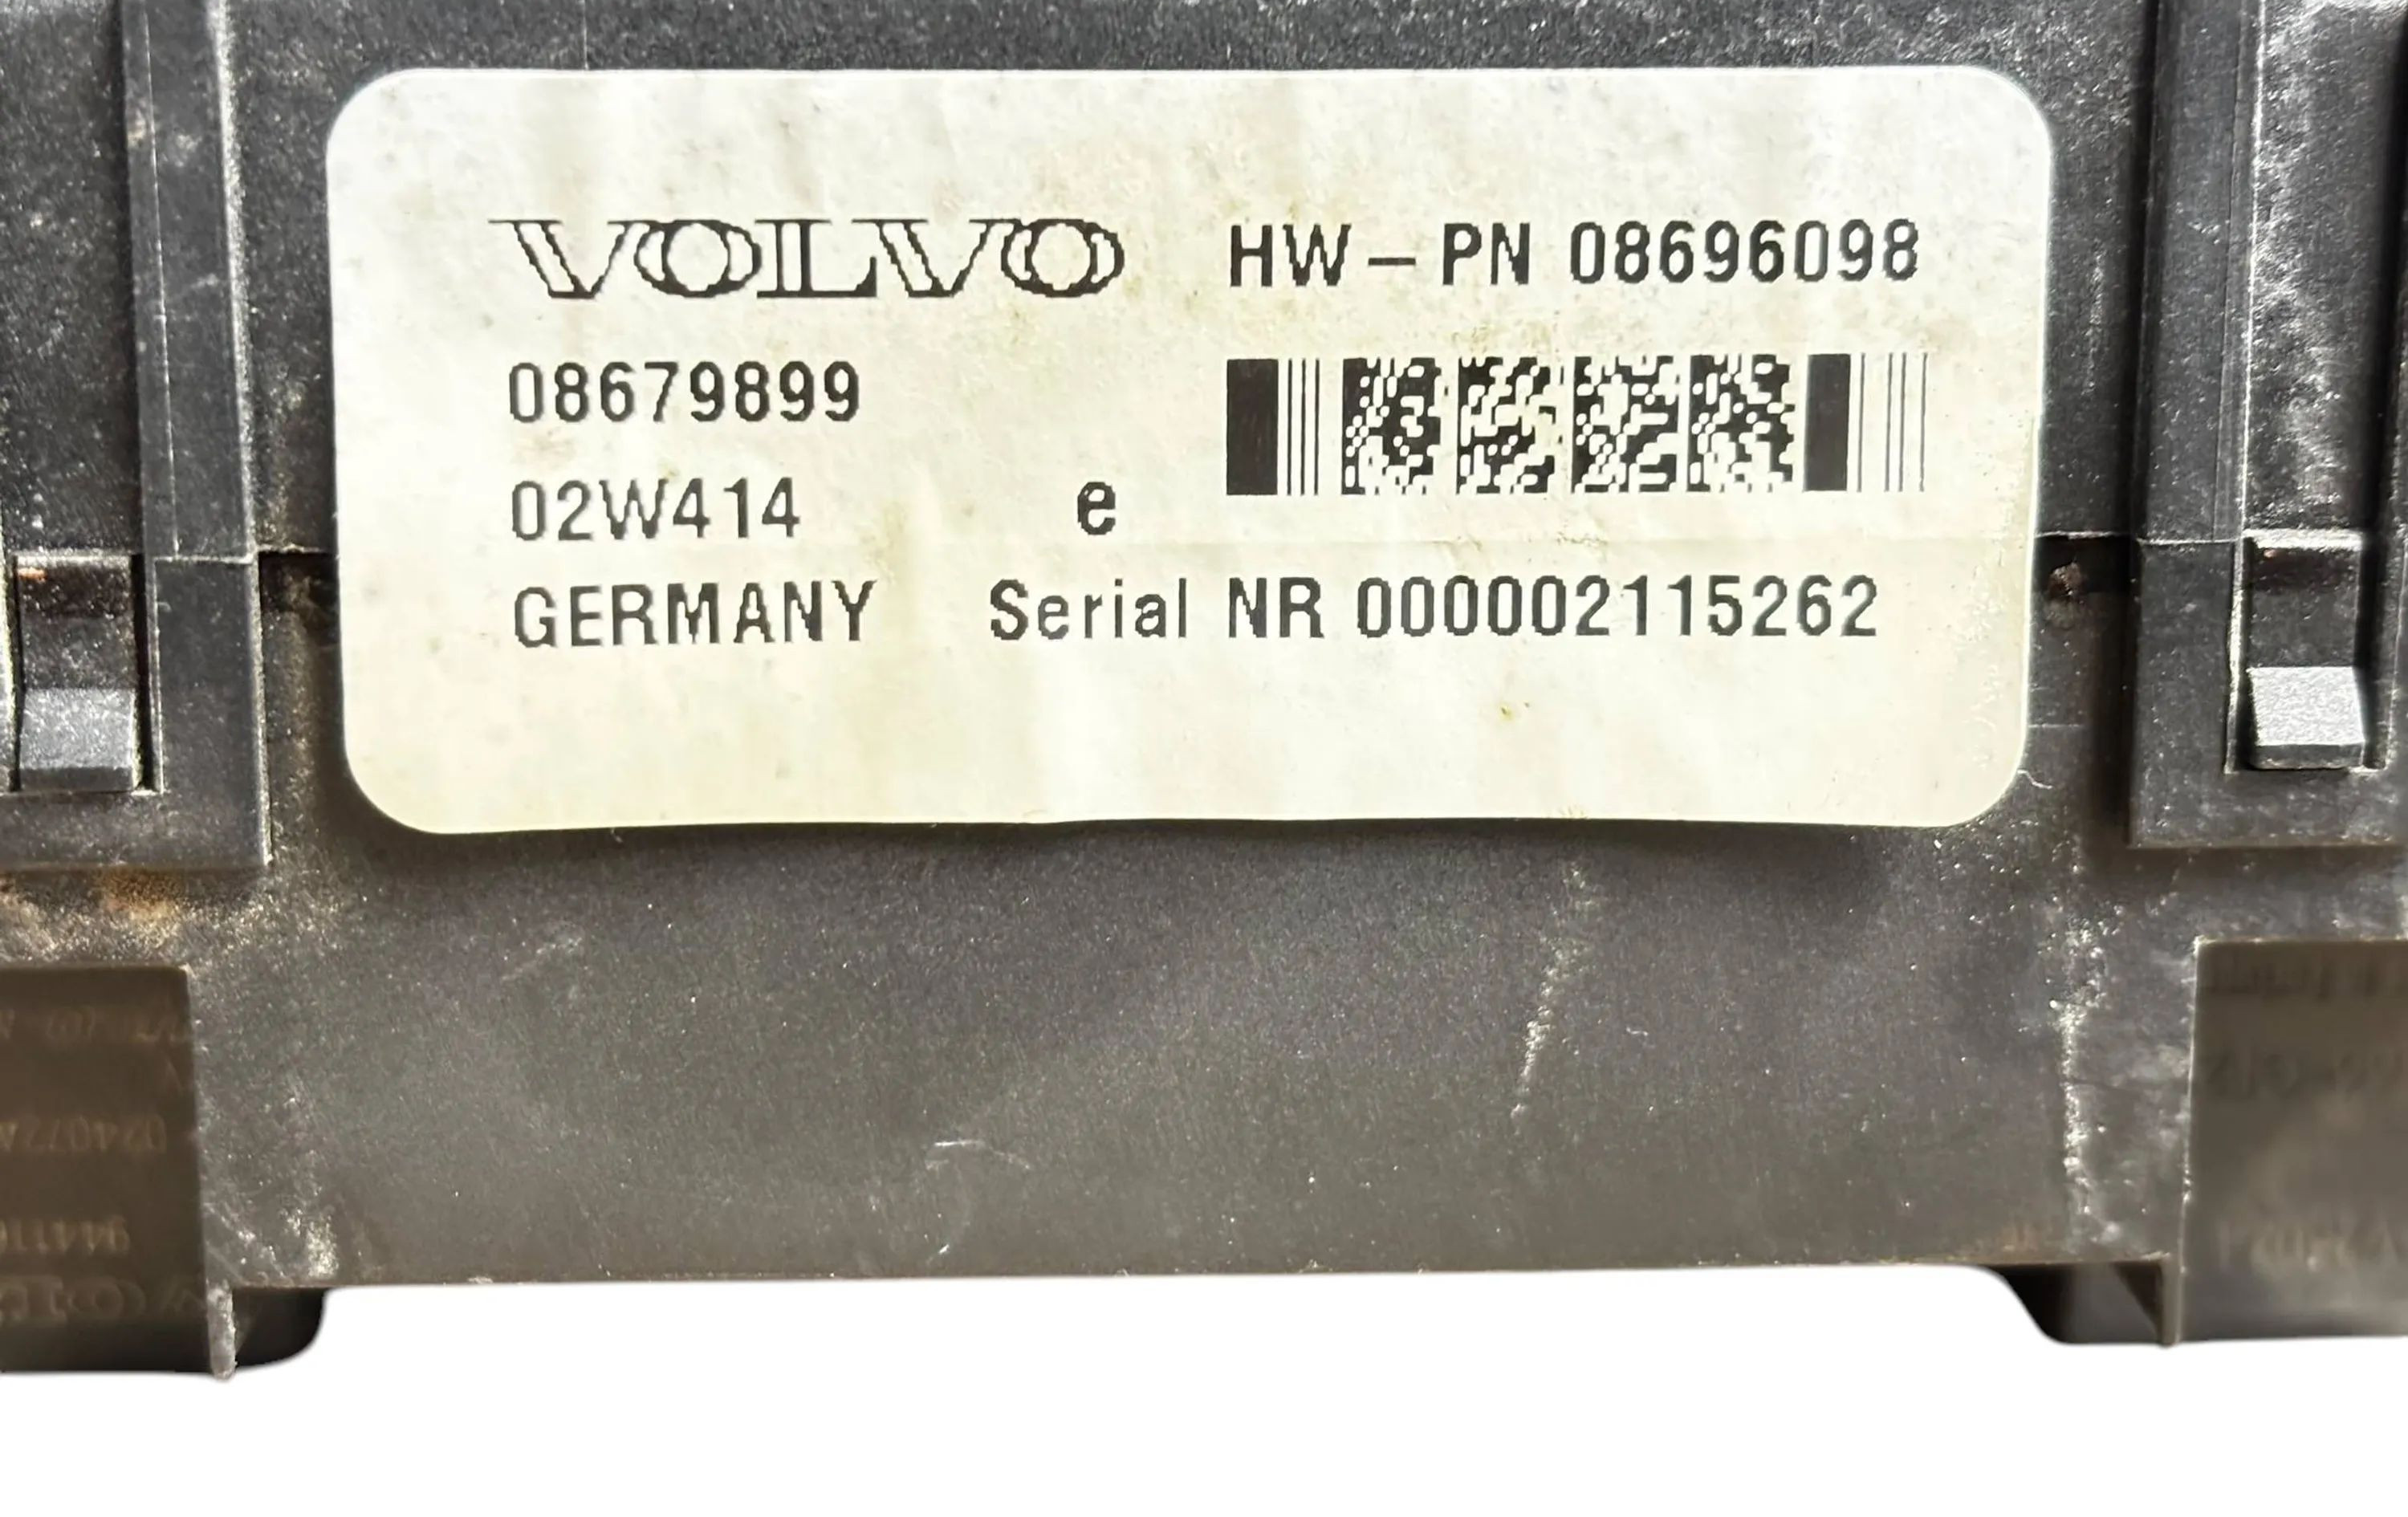 VOLVO HW-PN 08696098
08679899
02W414 e
GERMANY Serial NR 000002115262